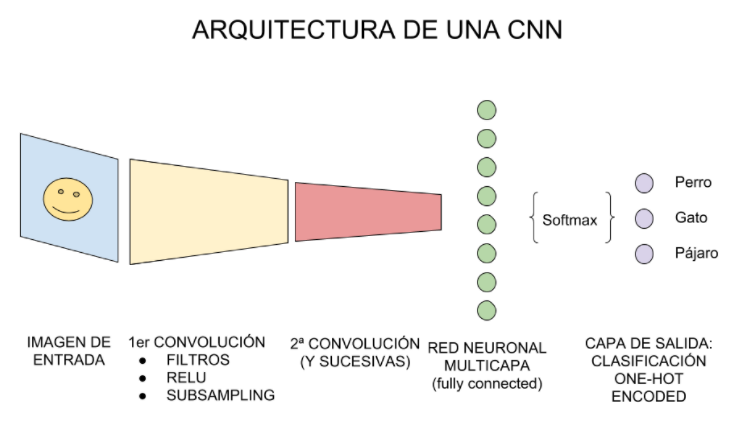 ARQUITECTURA DE UNA CNN
Softmax
Perro
Gato
Pájaro
IMAGEN DE
ENTRADA
1er CONVOLUCIÓN
● FILTROS
● RELU
● SUBSAMPLING
2ª CONVOLUCIÓN
(Y SUCESIVAS)
RED NEURONAL
MULTICAPA
(fully connected)
CAPA DE SALIDA:
CLASIFICACIÓN
ONE-HOT
ENCODED